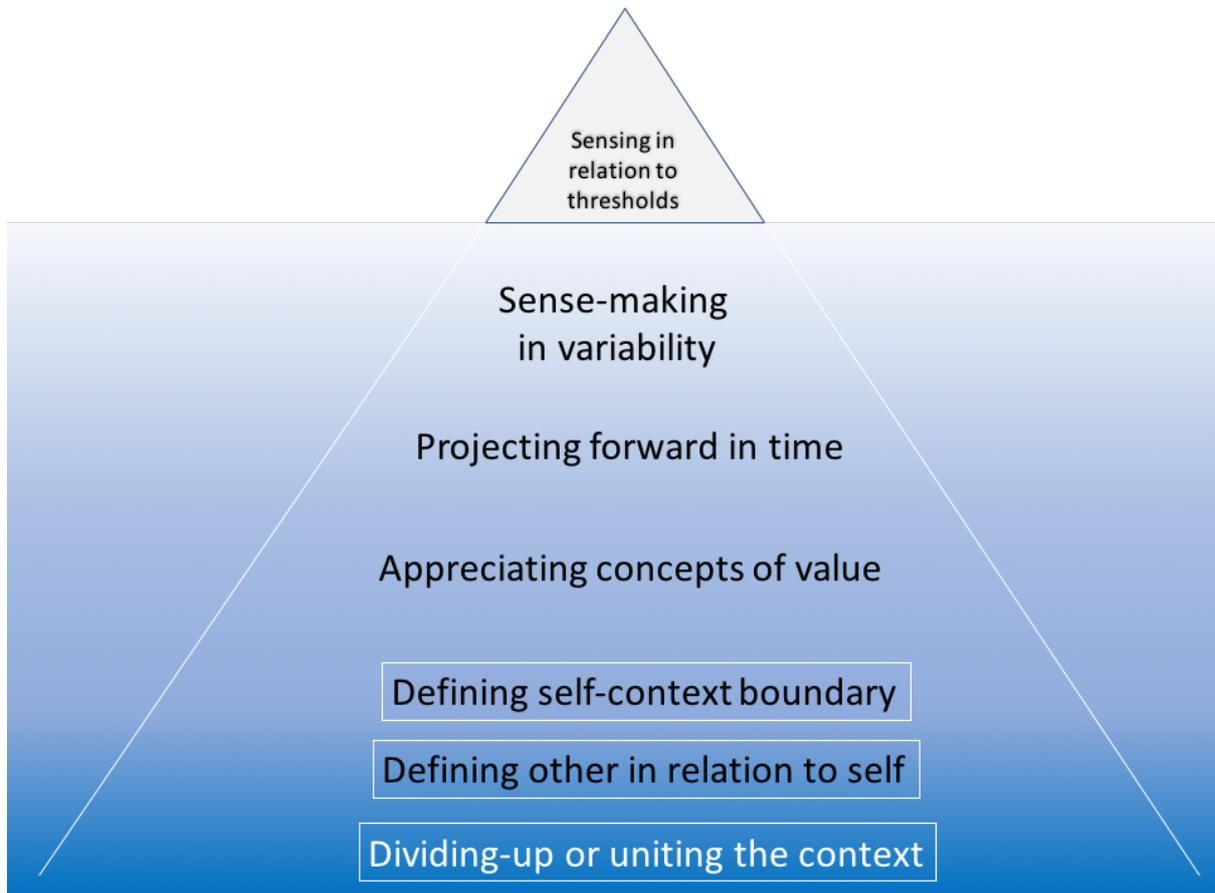 Sensing in
relation to
thresholds
Sense-making
in variability
Projecting forward in time
Appreciating concepts of value
Defining self-context boundary
Defining other in relation to self
Dividing-up or uniting the context